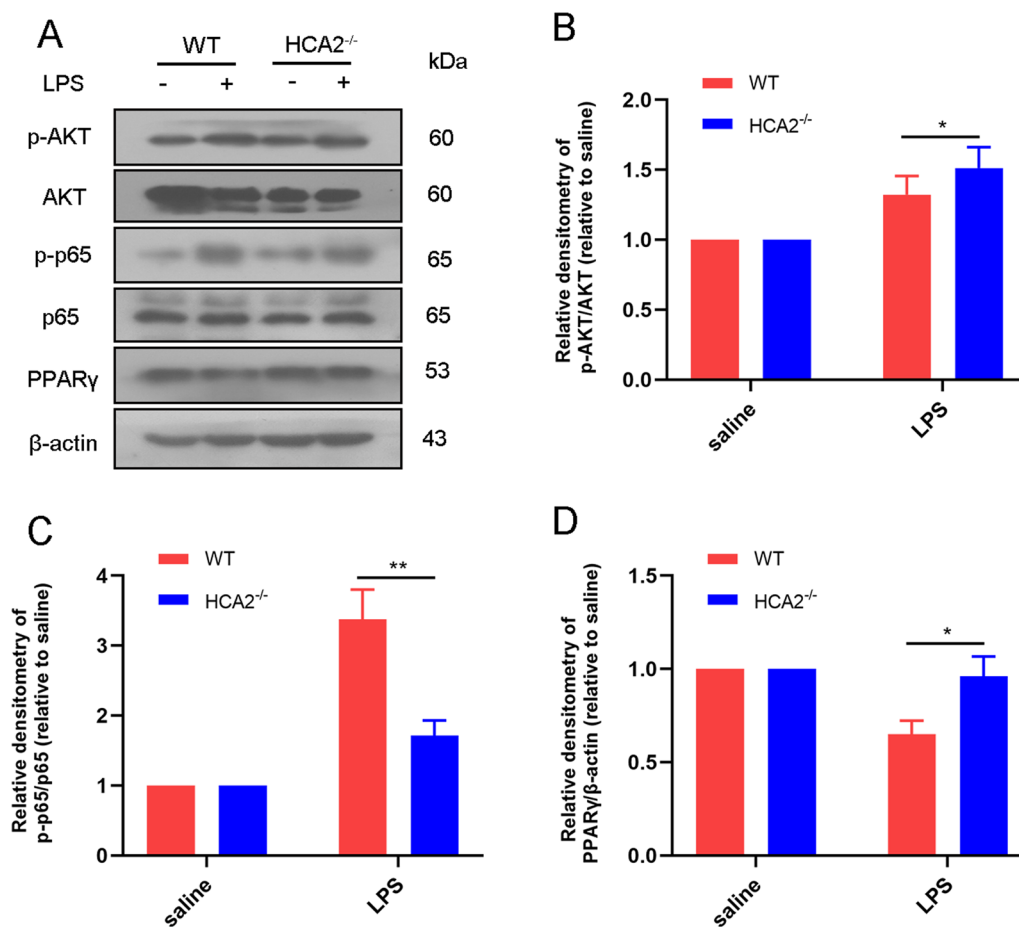 A
WT HCA2-/-
kDa
LPS - + - +
p-AKT 60
AKT 60
p-p65 65
p65 65
PPARγ 53
β-actin 43
B
WT
HCA2-/-
Relative densitometry of
p-AKT/AKT (relative to saline)
2.0
1.5
1.0
0.5
0.0
*
saline LPS
C
WT
HCA2-/-
Relative densitometry of
p-p65/p65 (relative to saline)
4
3
2
1
0
**
saline LPS
D
WT
HCA2-/-
Relative densitometry of
PPARγ/β-actin (relative to saline)
1.5
1.0
0.5
0.0
*
saline LPS